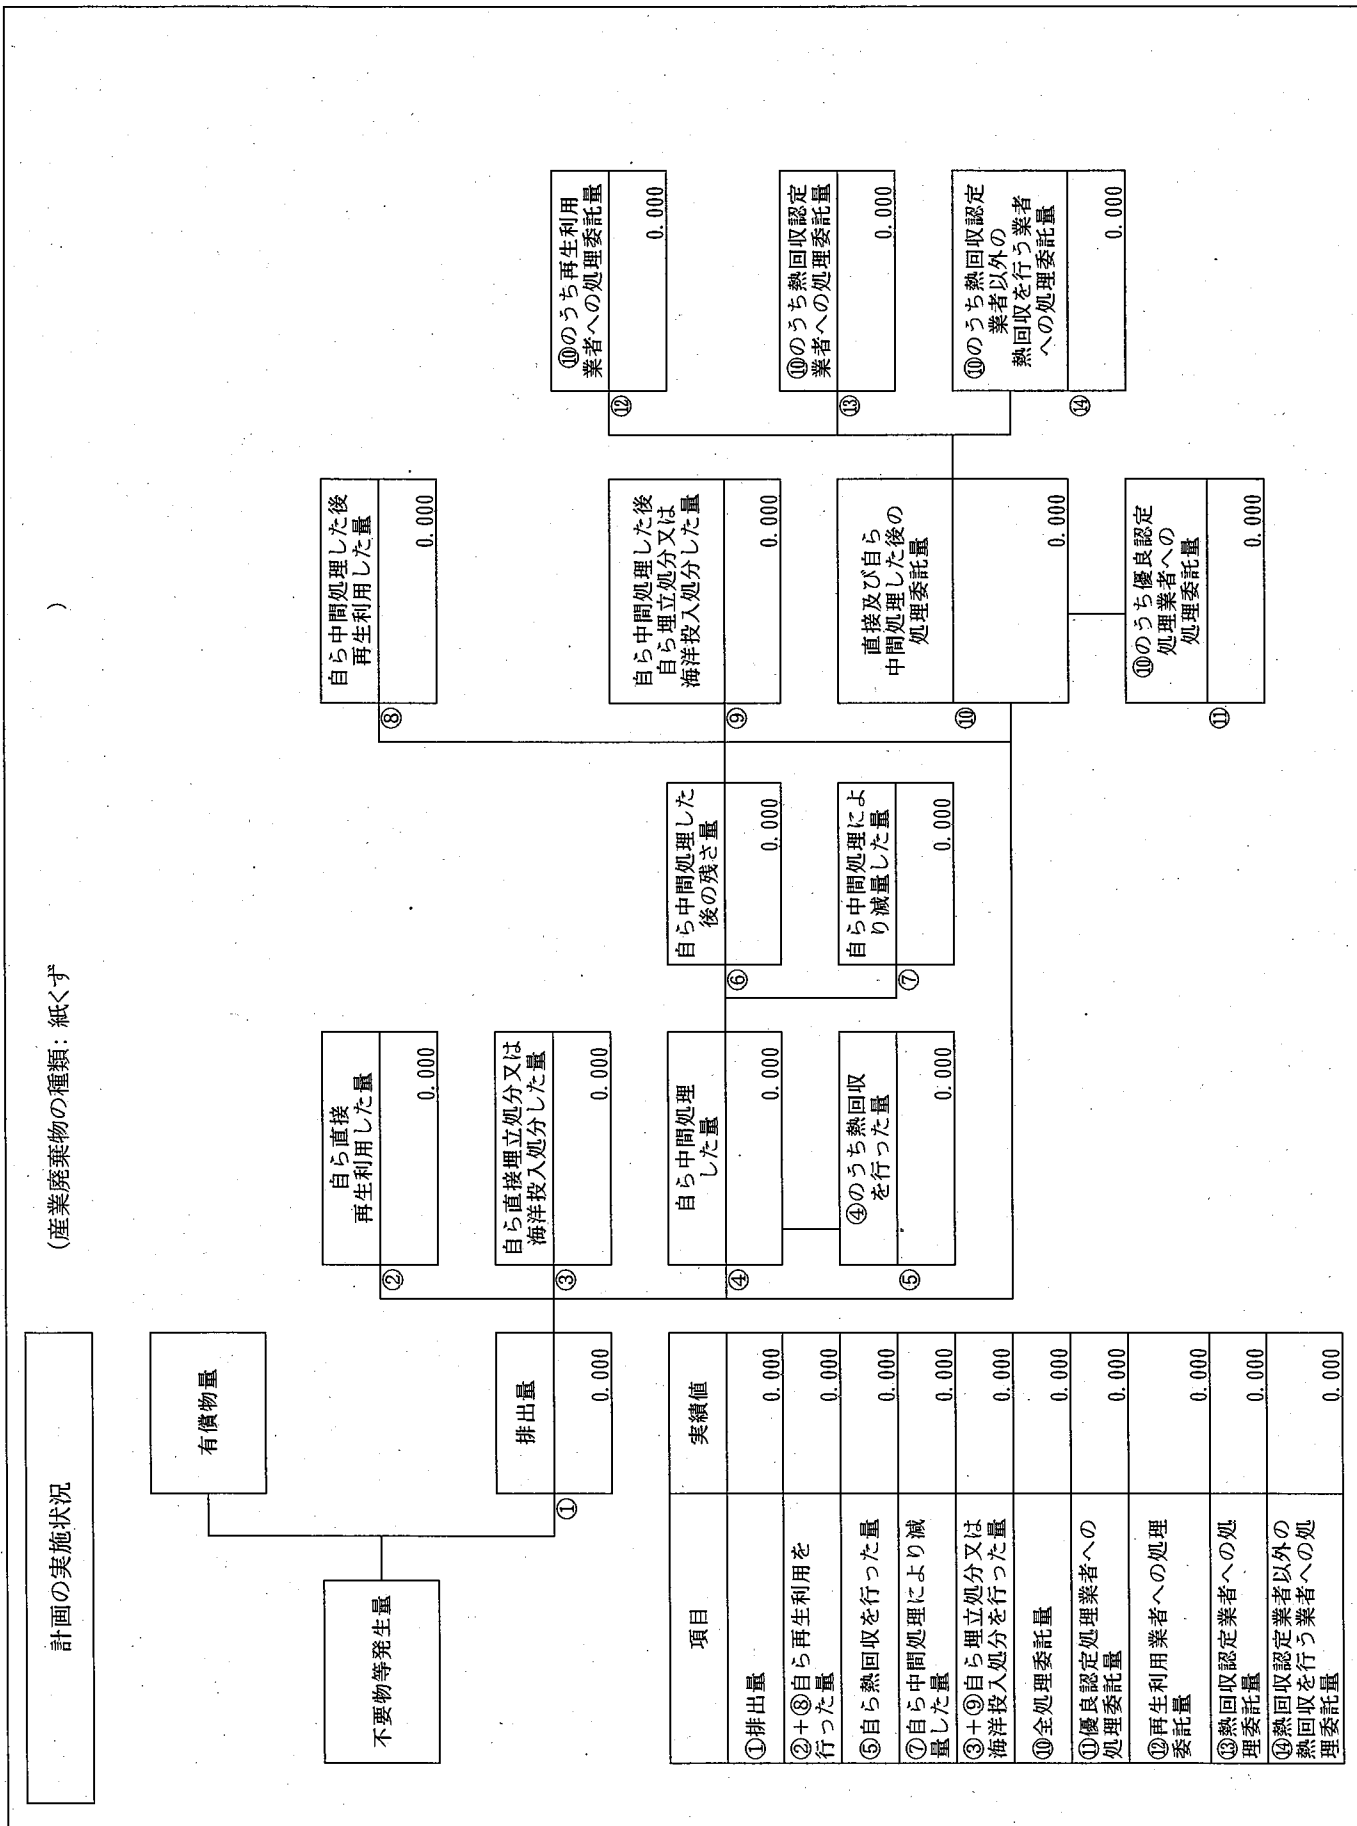 計画の実施状況
(産業廃棄物の種類：紙くず　　　)
不要物等発生量
有償物量
①
排出量
0.000
②
自ら直接
再生利用した量
0.000
③
自ら直接埋立処分又は
海洋投入処分した量
0.000
④
自ら中間処理
した量
0.000
⑤
④のうち熱回収
を行った量
0.000
⑥
自ら中間処理した
後の残さ量
0.000
⑦
自ら中間処理によ
り減量した量
0.000
⑧
自ら中間処理した後
再生利用した量
0.000
⑨
自ら中間処理した後
自ら埋立処分又は
海洋投入処分した量
0.000
⑩
直接及び自ら
中間処理した後の
処理委託量
0.000
⑪
⑩のうち優良認定
処理業者への
処理委託量
0.000
⑫
⑩のうち再生利用
業者への処理委託量
0.000
⑬
⑩のうち熱回収認定
業者への処理委託量
0.000
⑭
⑩のうち熱回収認定
業者以外の
熱回収を行う業者
への処理委託量
0.000
項目　実績値
①排出量　0.000
②+⑧自ら再生利用を
行った量　0.000
⑤自ら熱回収を行った量　0.000
⑦自ら中間処理により減
量した量　0.000
③+⑨自ら埋立処分又は
海洋投入処分を行った量　0.000
⑩全処理委託量　0.000
⑪優良認定処理業者への
処理委託量　0.000
⑫再生利用業者への処理
委託量　0.000
⑬熱回収認定業者への処
理委託量　0.000
⑭熱回収認定業者以外の
熱回収を行う業者への処
理委託量　0.000